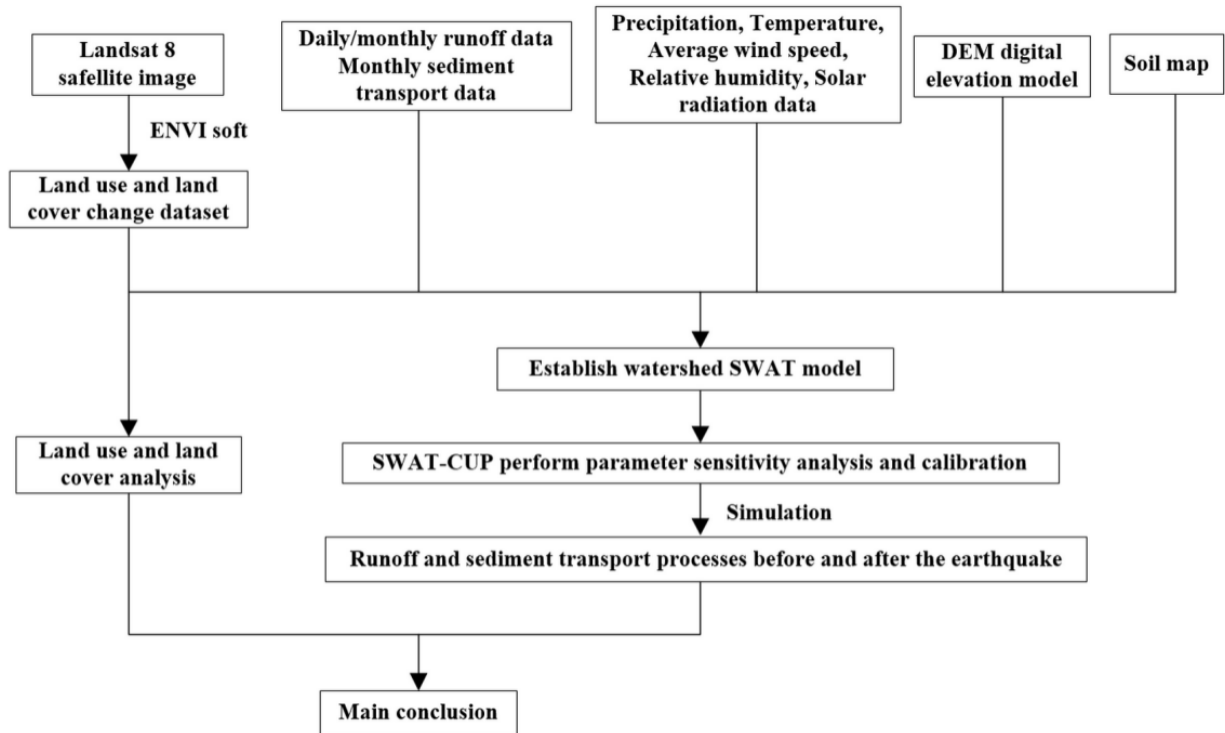 Landsat 8
safellite image
Daily/monthly runoff data
Monthly sediment
transport data
Precipitation, Temperature,
Average wind speed,
Relative humidity, Solar
radiation data
DEM digital
elevation model
Soil map
ENVI soft
Land use and land
cover change dataset
Establish watershed SWAT model
Land use and land
cover analysis
SWAT-CUP perform parameter sensitivity analysis and calibration
Simulation
Runoff and sediment transport processes before and after the earthquake
Main conclusion